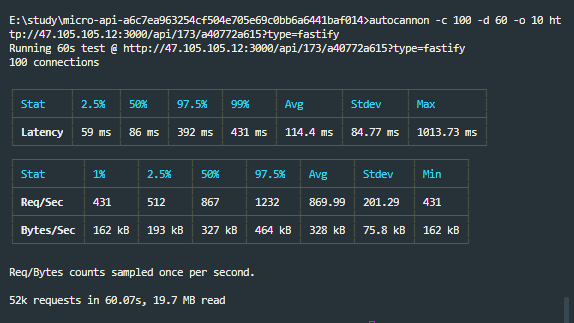 E:\study\micro-api-a6c7ea963254cf504e705e69c0bb6a6441baf014>autocannon -c 100 -d 60 -o 10 ht
tp://47.105.105.12:3000/api/173/a40772a615?type=fastify
Running 60s test @ http://47.105.105.12:3000/api/173/a40772a615?type=fastify
100 connections
Stat 2.5% 50% 97.5% 99% Avg Stdev Max
Latency 59 ms 86 ms 392 ms 431 ms 114.4 ms 84.77 ms 1013.73 ms
Stat 1% 2.5% 50% 97.5% Avg Stdev Min
Req/Sec 431 512 867 1232 869.99 201.29 431
Bytes/Sec 162 kB 193 kB 327 kB 464 kB 328 kB 75.8 kB 162 kB
Req/Bytes counts sampled once per second.
52k requests in 60.07s, 19.7 MB read